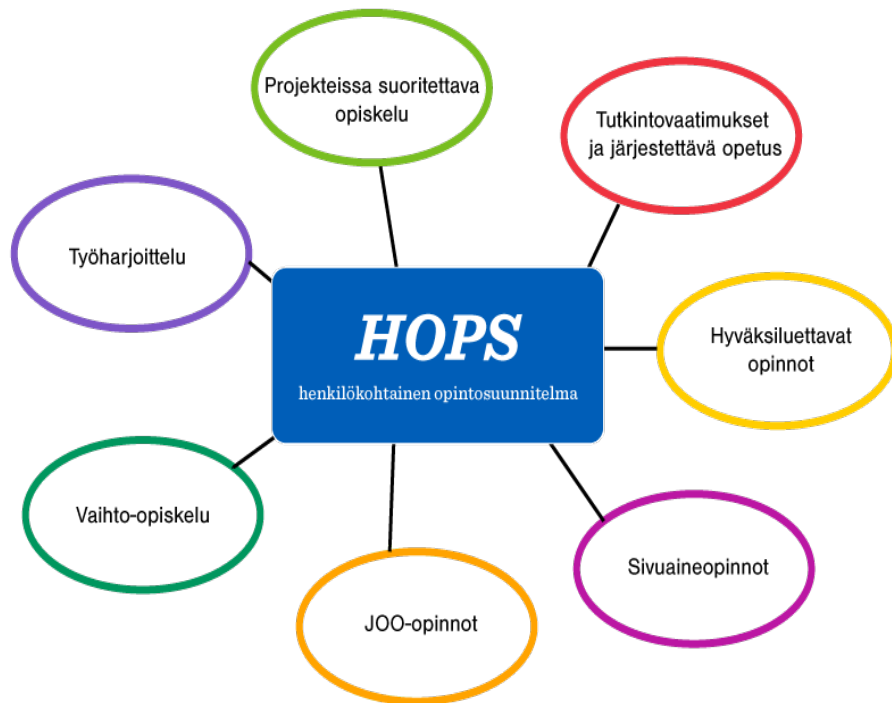 Projekteissa suoritettava
opiskelu
Tutkintovaatimukset
ja järjestettävä opetus
Työharjoittelu
HOPS
henkilökohtainen opintosuunnitelma
Hyväksiluettavat
opinnot
Vaihto-opiskelu
Sivuaineopinnot
JOO-opinnot